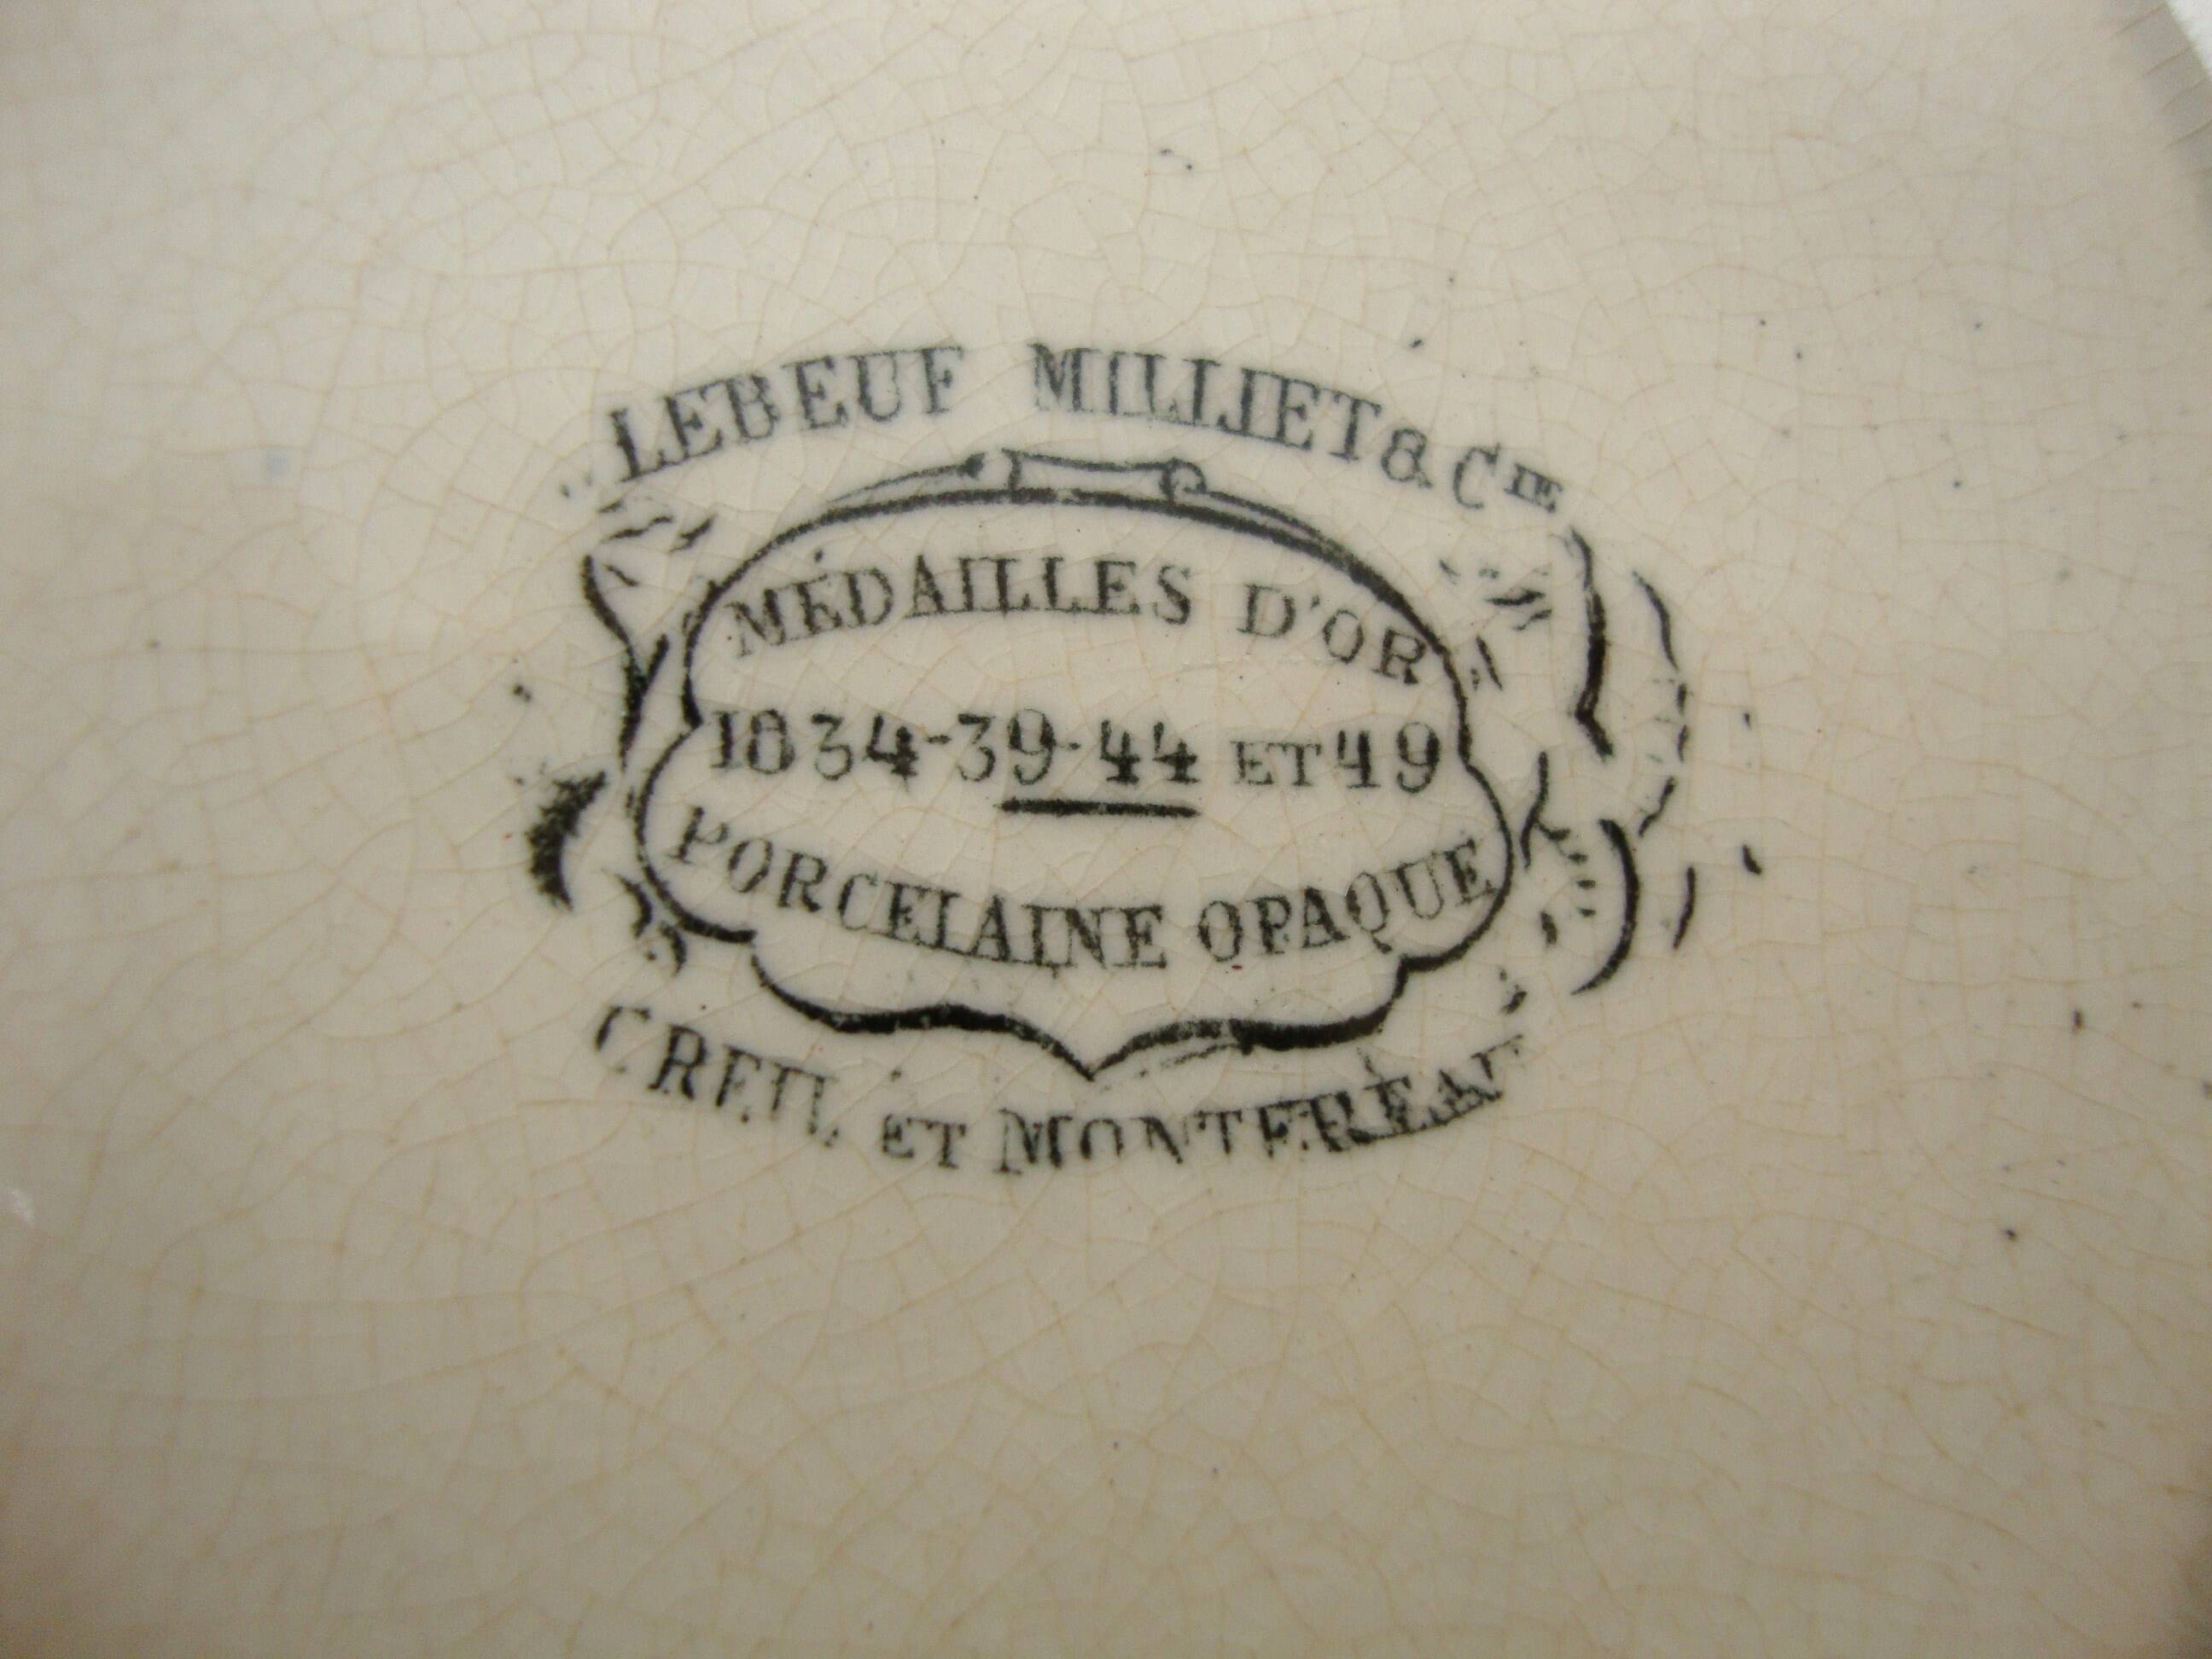 LEBEUF MILLIET & CIE
MÉDAILLES D'OR
1834-39-44 ET 49
PORCELAINE OPAQUE
CREIL ET MONTEREAU